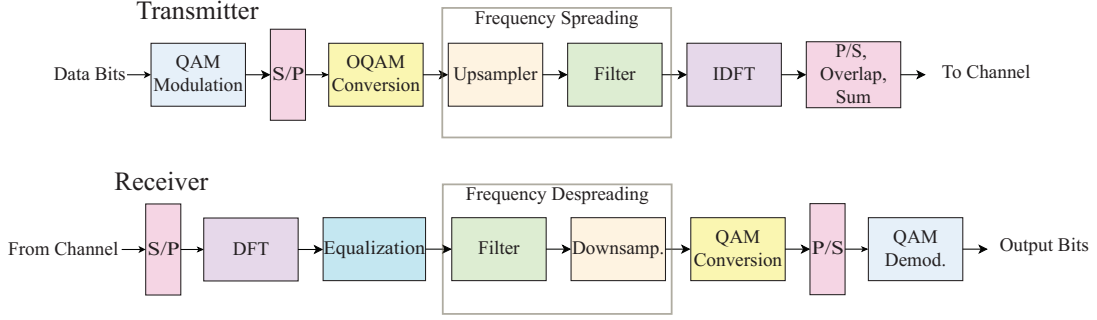 Transmitter
Frequency Spreading
Data Bits
QAM
Modulation
S/P
OQAM
Conversion
Upsampler
Filter
IDFT
P/S,
Overlap,
Sum
To Channel
Receiver
Frequency Despreading
From Channel
S/P
DFT
Equalization
Filter
Downsamp.
QAM
Conversion
P/S
QAM
Demod.
Output Bits